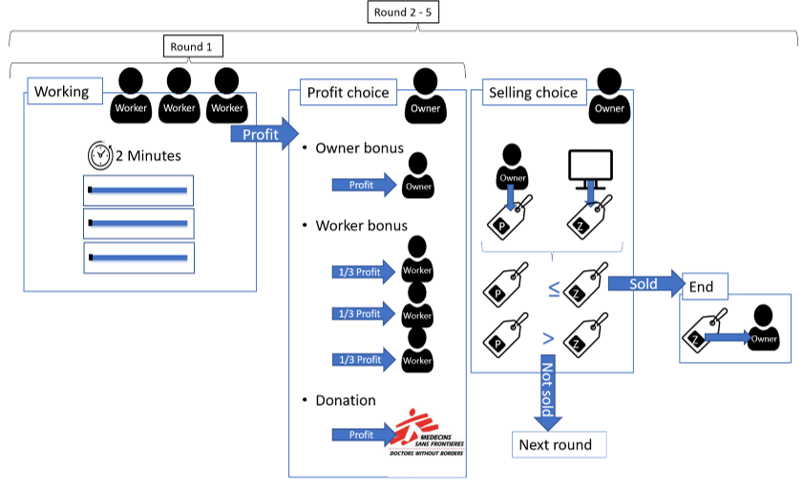 Round 2 - 5
Round 1
Working
Worker
Worker
Worker
2 Minutes
Profit
Profit choice
Owner
• Owner bonus
Profit
Owner
• Worker bonus
1/3 Profit
Worker
1/3 Profit
Worker
1/3 Profit
Worker
• Donation
Profit
MEDECINS
SANS FRONTIERES
DOCTORS WITHOUT BORDERS
Selling choice
Owner
Owner
P
Z
P ≤ Z
P > Z
Sold
Not sold
Next round
End
Z
Owner